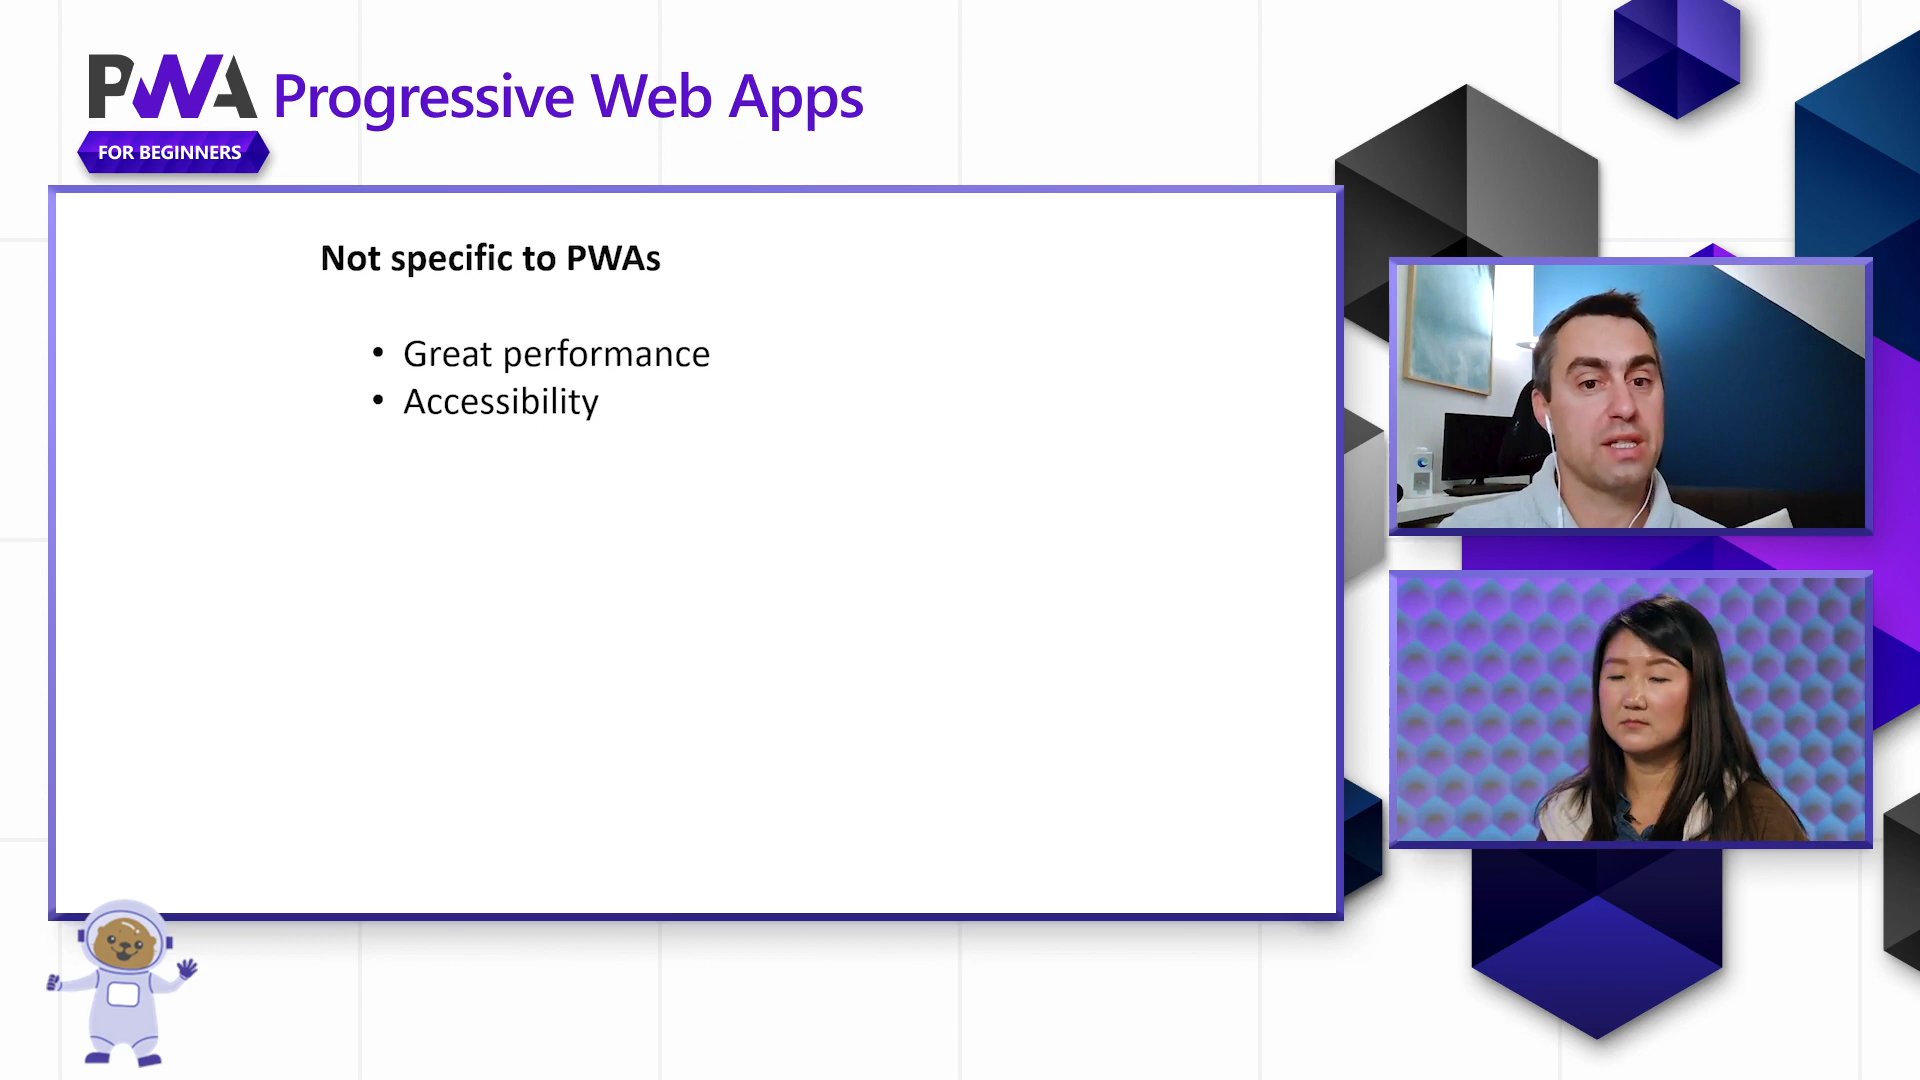 PWA Progressive Web Apps
FOR BEGINNERS
Not specific to PWAs
• Great performance
• Accessibility